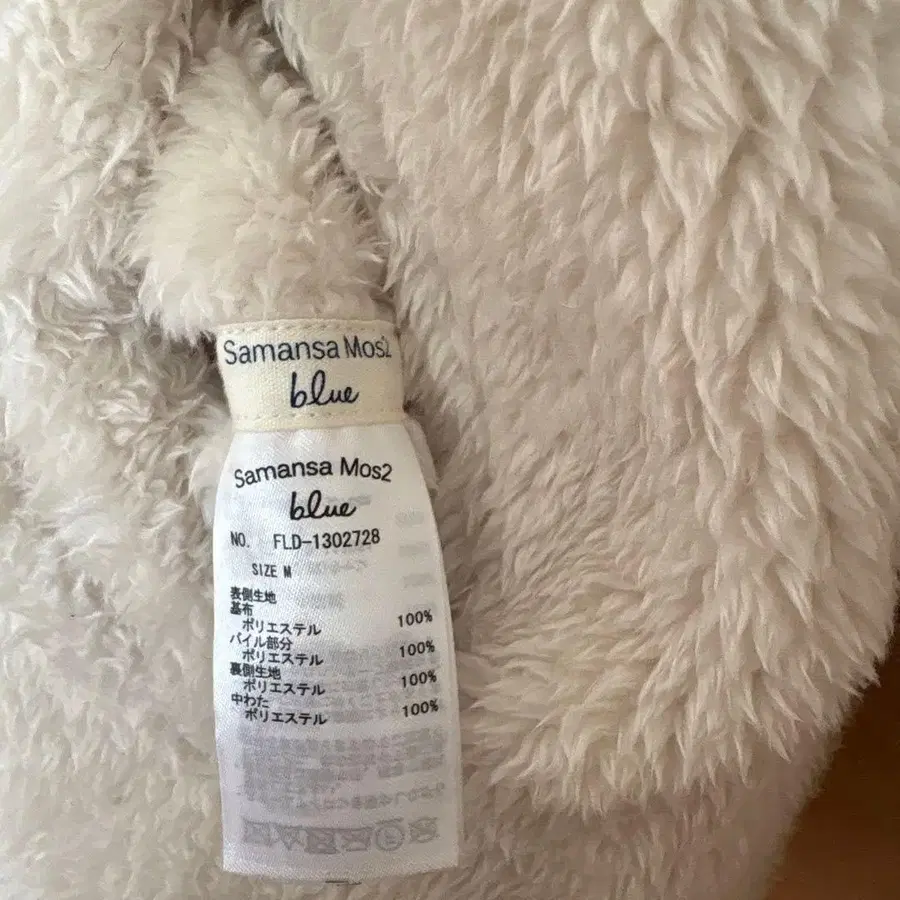 Samansa Mos2
blue
Samansa Mos2
blue
NO. FLD-1302728
SIZE M
表側生地
基布
ポリエステル 100%
パイル部分
ポリエステル 100%
裏側生地
ポリエステル 100%
中わた
ポリエステル 100%